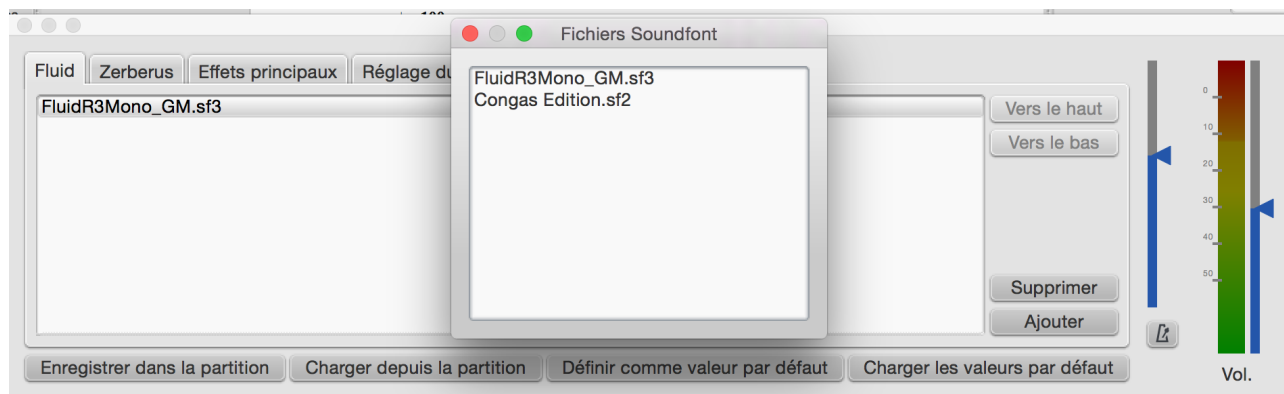 Fichiers Soundfont
Fluid Zerberus Effets principaux Réglage du
FluidR3Mono_GM.sf3
Congas Edition.sf2
FluidR3Mono_GM.sf3
Vers le haut
Vers le bas
Supprimer
Ajouter
0
10
20
30
40
50
Enregistrer dans la partition Charger depuis la partition Définir comme valeur par défaut Charger les valeurs par défaut
Vol.